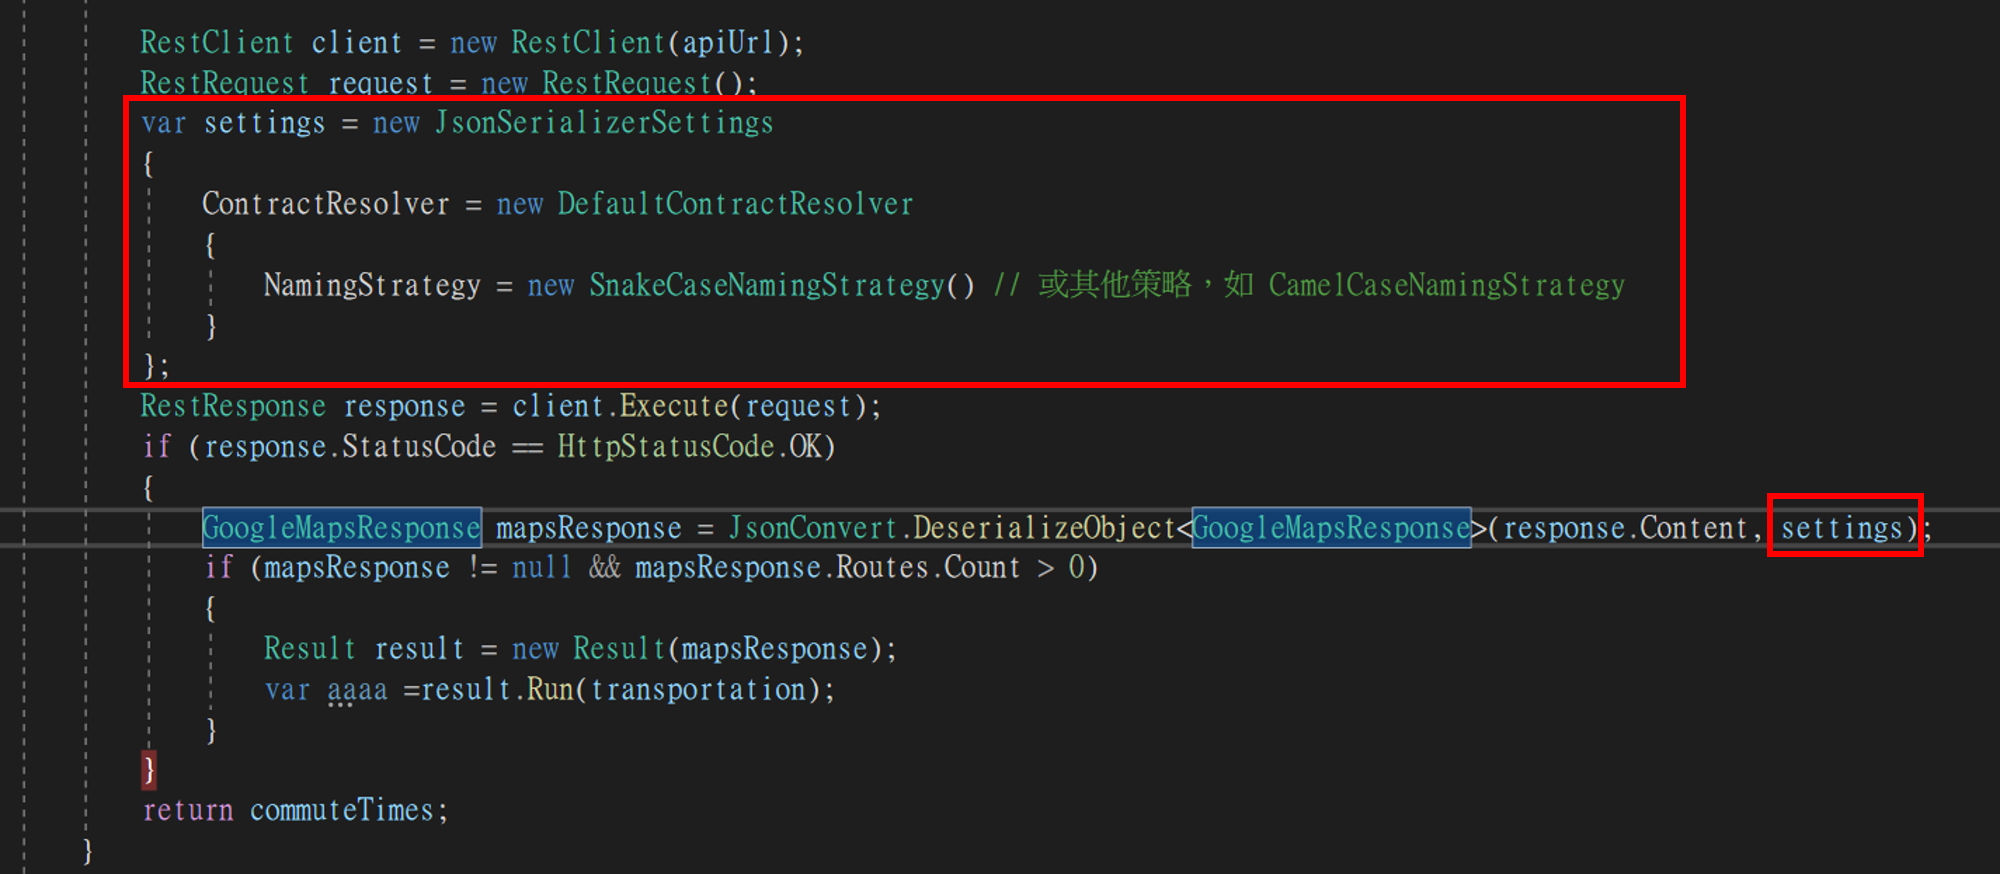 RestClient client = new RestClient(apiUrl);
RestRequest request = new RestRequest();
var settings = new JsonSerializerSettings
{
ContractResolver = new DefaultContractResolver
{
NamingStrategy = new SnakeCaseNamingStrategy() // 或其他策略，如 CamelCaseNamingStrategy
}
};
RestResponse response = client.Execute(request);
if (response.StatusCode == HttpStatusCode.OK)
{
GoogleMapsResponse mapsResponse = JsonConvert.DeserializeObject<GoogleMapsResponse>(response.Content, settings);
if (mapsResponse != null && mapsResponse.Routes.Count > 0)
{
Result result = new Result(mapsResponse);
var aaaa =result.Run(transportation);
}
}
return commuteTimes;
}